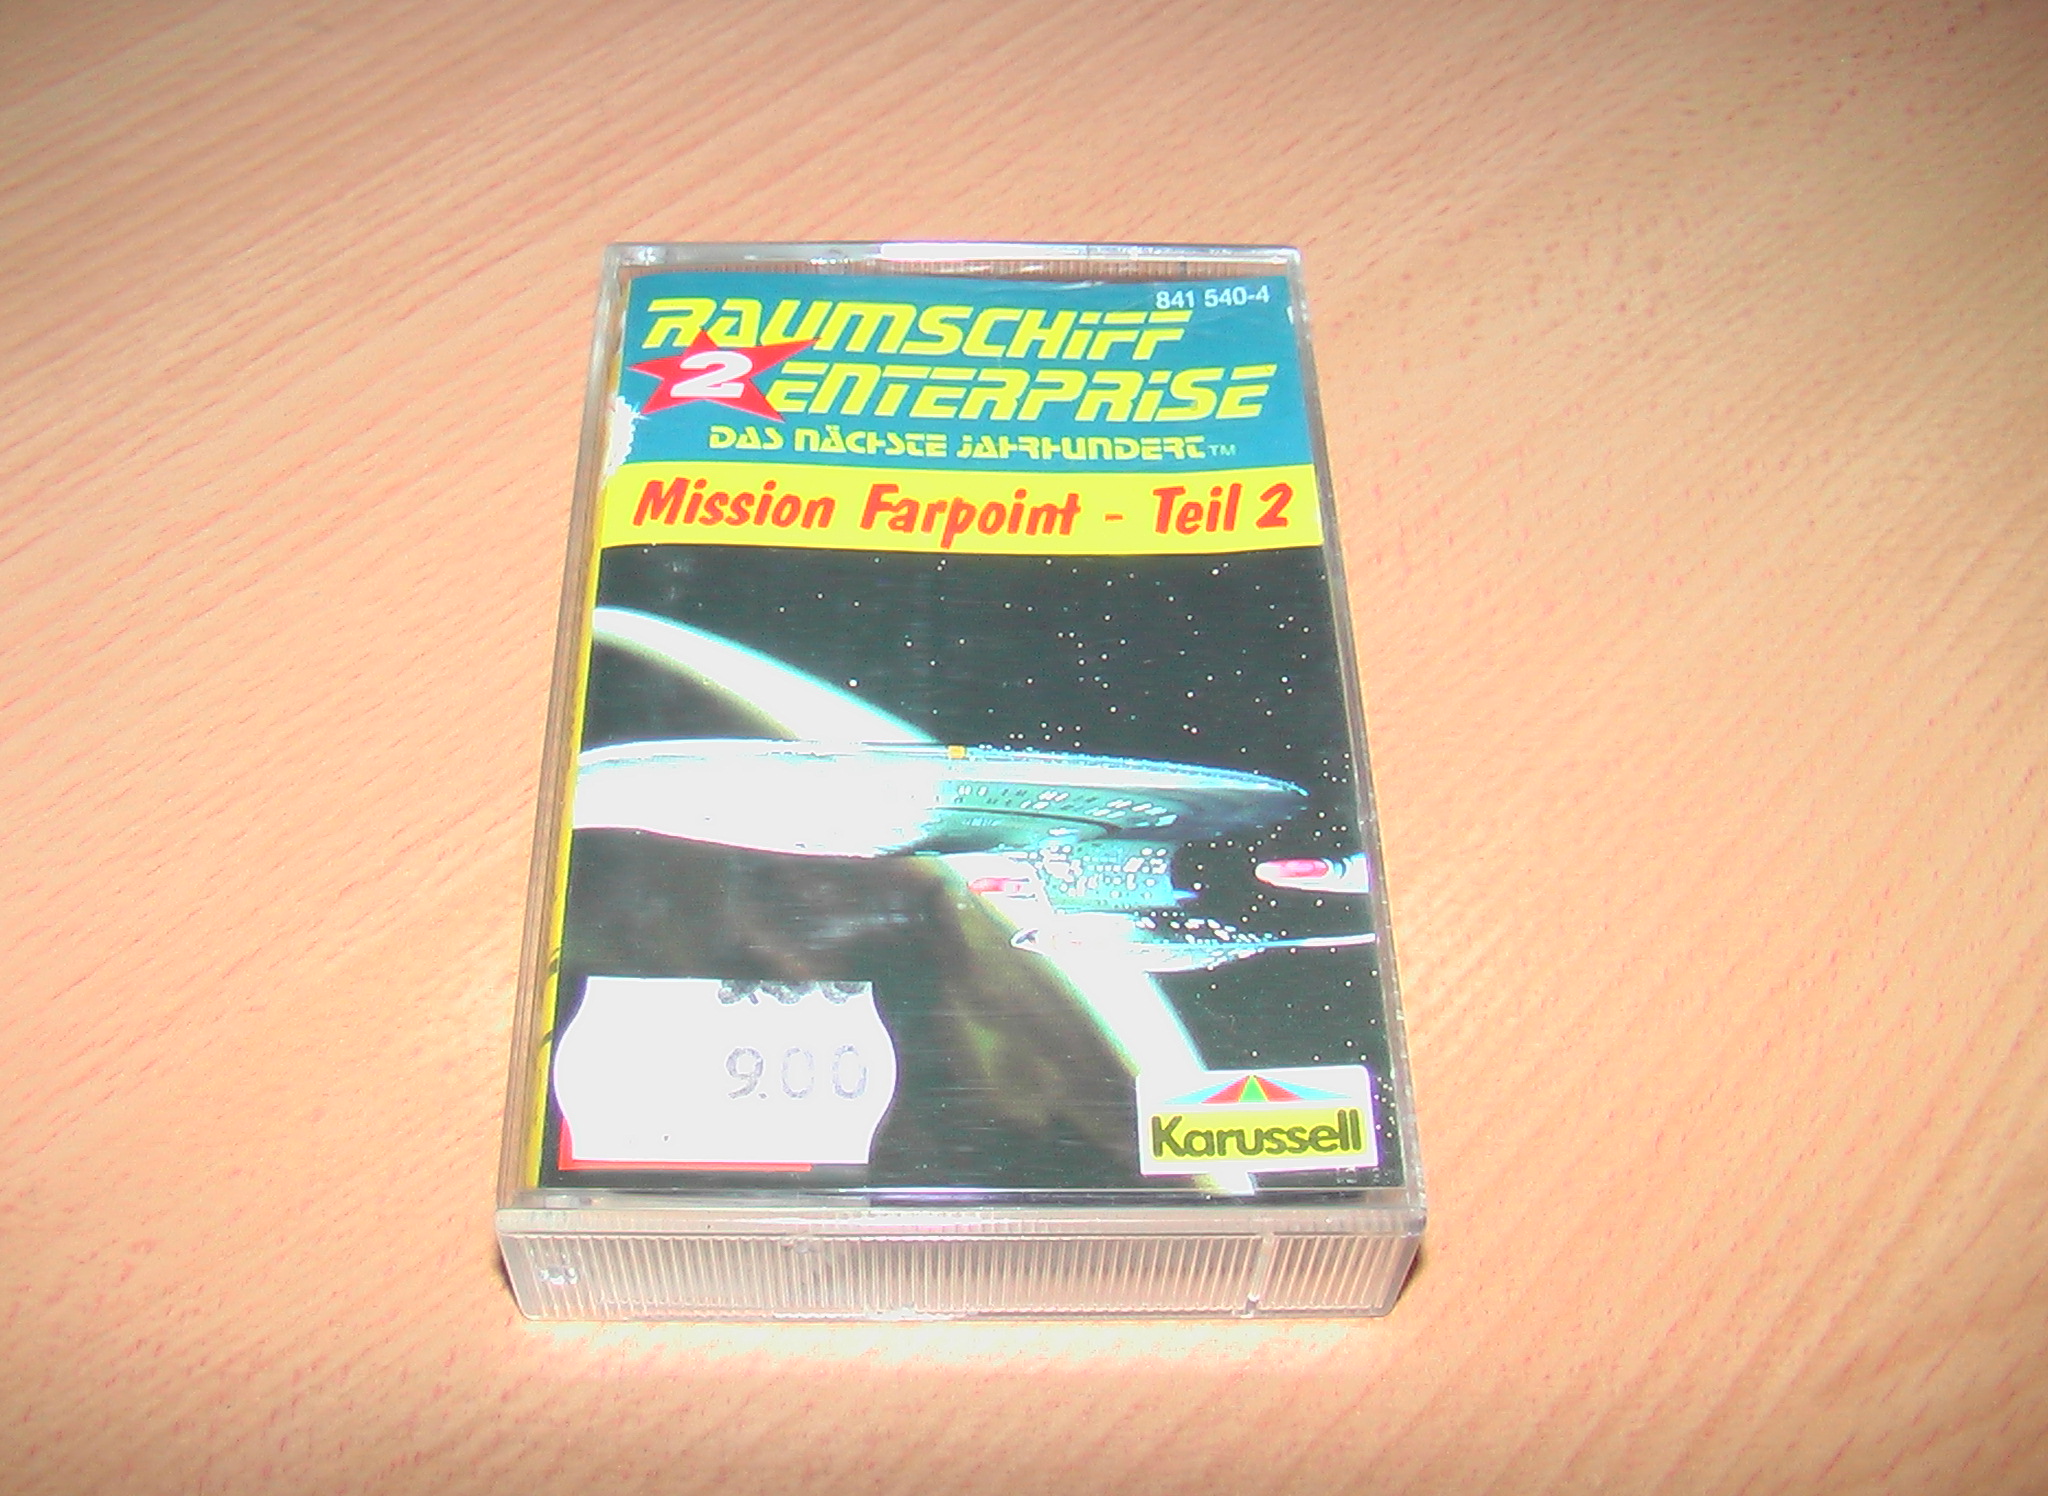 841 540-4
RAUMSCHIFF
2 ENTERPRISE
DAS NÄCHSTE JAHRHUNDERT™
Mission Farpoint - Teil 2
9.00
Karussell